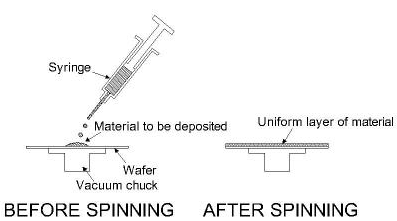 Syringe
Material to be deposited
Wafer
Vacuum chuck
BEFORE SPINNING
Uniform layer of material
AFTER SPINNING